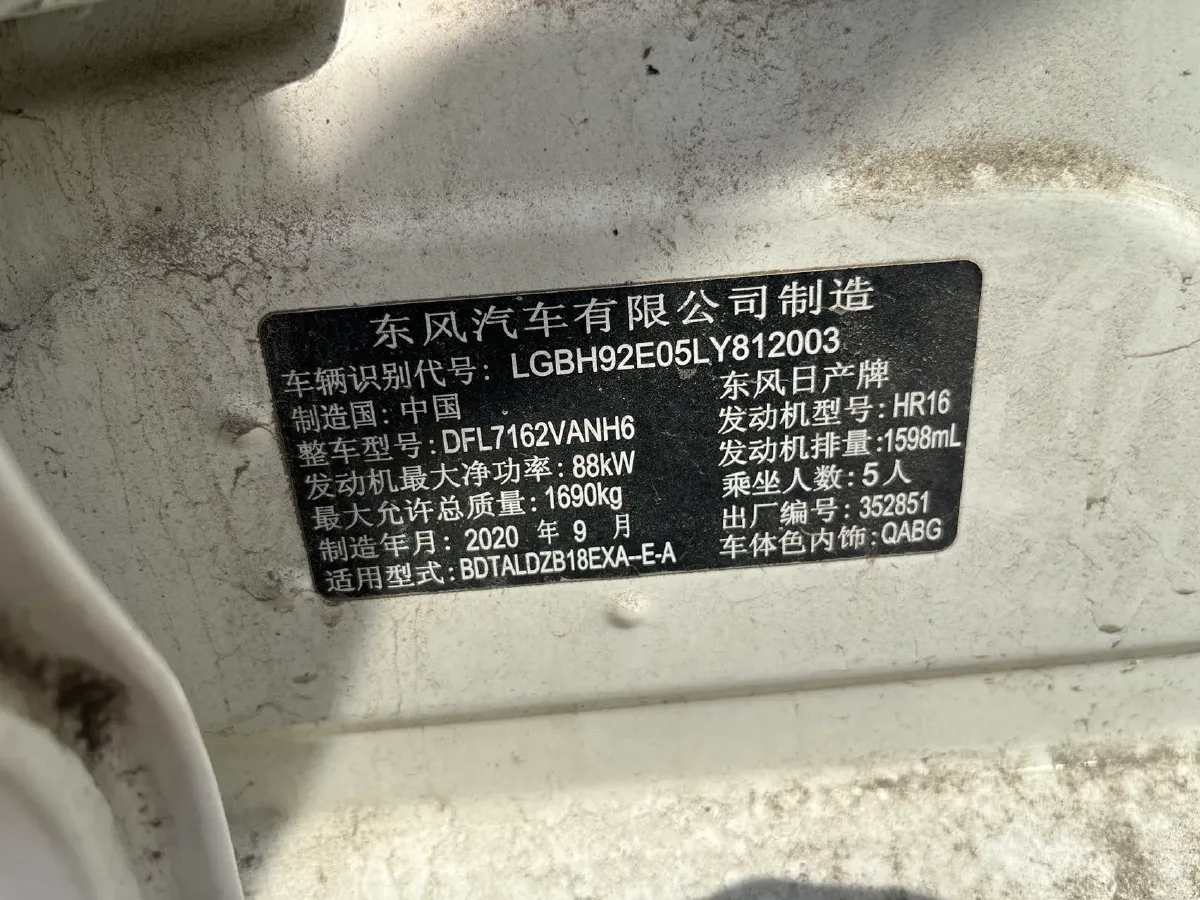 东风汽车有限公司制造
车辆识别代号: LGBH92E05LY812003
制造国: 中国 东风日产牌
整车型号: DFL7162VANH6 发动机型号: HR16
发动机最大净功率: 88kW 发动机排量: 1598mL
最大允许总质量: 1690kg 乘坐人数: 5人
制造年月: 2020 年 9 月 出厂编号: 352851
适用型式: BDTALDZB18EXA--E-A 车体色内饰: QABG